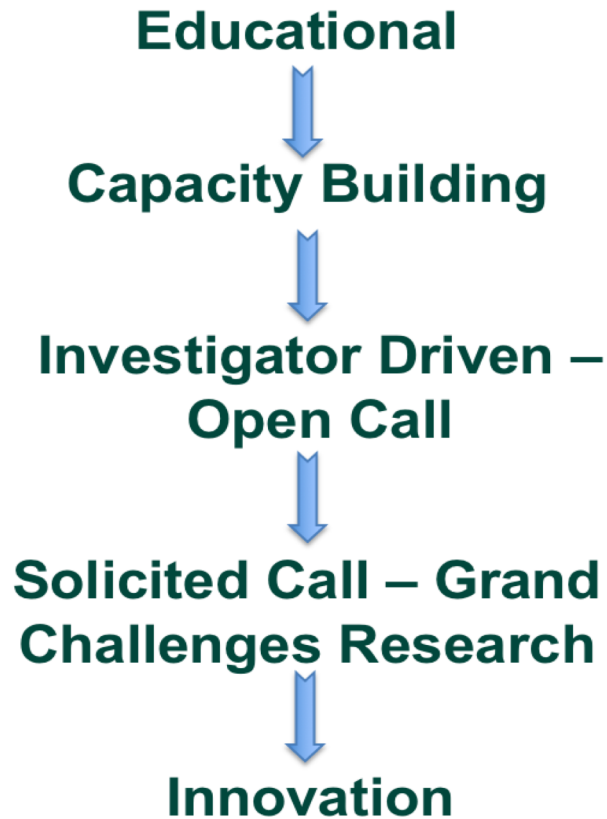 Educational
Capacity Building
Investigator Driven –
Open Call
Solicited Call – Grand
Challenges Research
Innovation